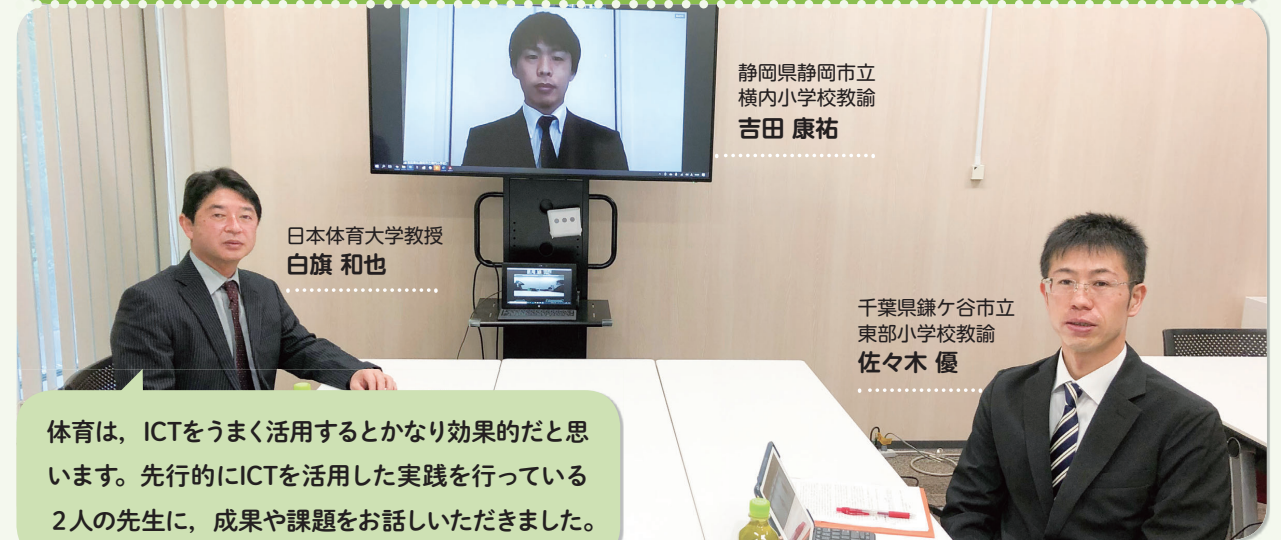 静岡県静岡市立
横内小学校教諭
吉田 康祐
日本体育大学教授
白旗 和也
千葉県鎌ケ谷市立
東部小学校教諭
佐々木 優
体育は，ICTをうまく活用するとかなり効果的だと思
います。先行的にICTを活用した実践を行っている
2人の先生に，成果や課題をお話しいただきました。